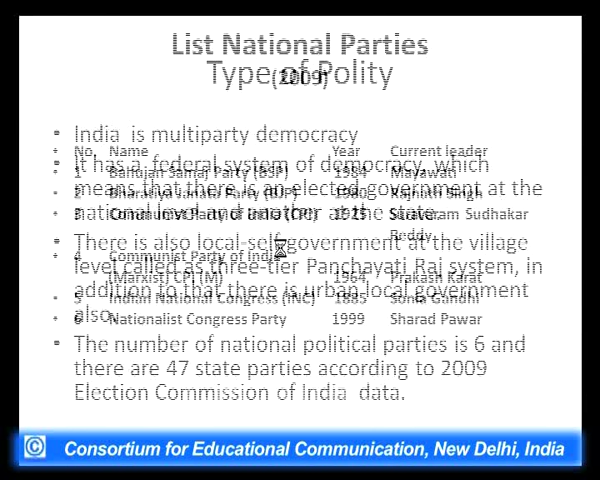 List National Parties
(2009)
No. Name Year Current leader
1 Bahujan Samaj Party (BSP) 1984 Mayawati
2 Bharatiya Janata Party (BJP) 1980 Rajnath Singh
3 Communist Party of India (CPI) 1925 Suravaram Sudhakar
Reddy
4 Communist Party of India
(Marxist) CPI (M) 1964 Prakash Karat
5 Indian National Congress (INC) 1885 Sonia Gandhi
6 Nationalist Congress Party 1999 Sharad Pawar
Type of Polity
India is multiparty democracy
It has a federal system of democracy, which
means that there is an elected government at the
national level and another at the state.
There is also local-self government at the village
level called as three-tier Panchayati Raj system, in
addition to that there is urban local government
also.
The number of national political parties is 6 and
there are 47 state parties according to 2009
Election Commission of India data.
© Consortium for Educational Communication, New Delhi, India